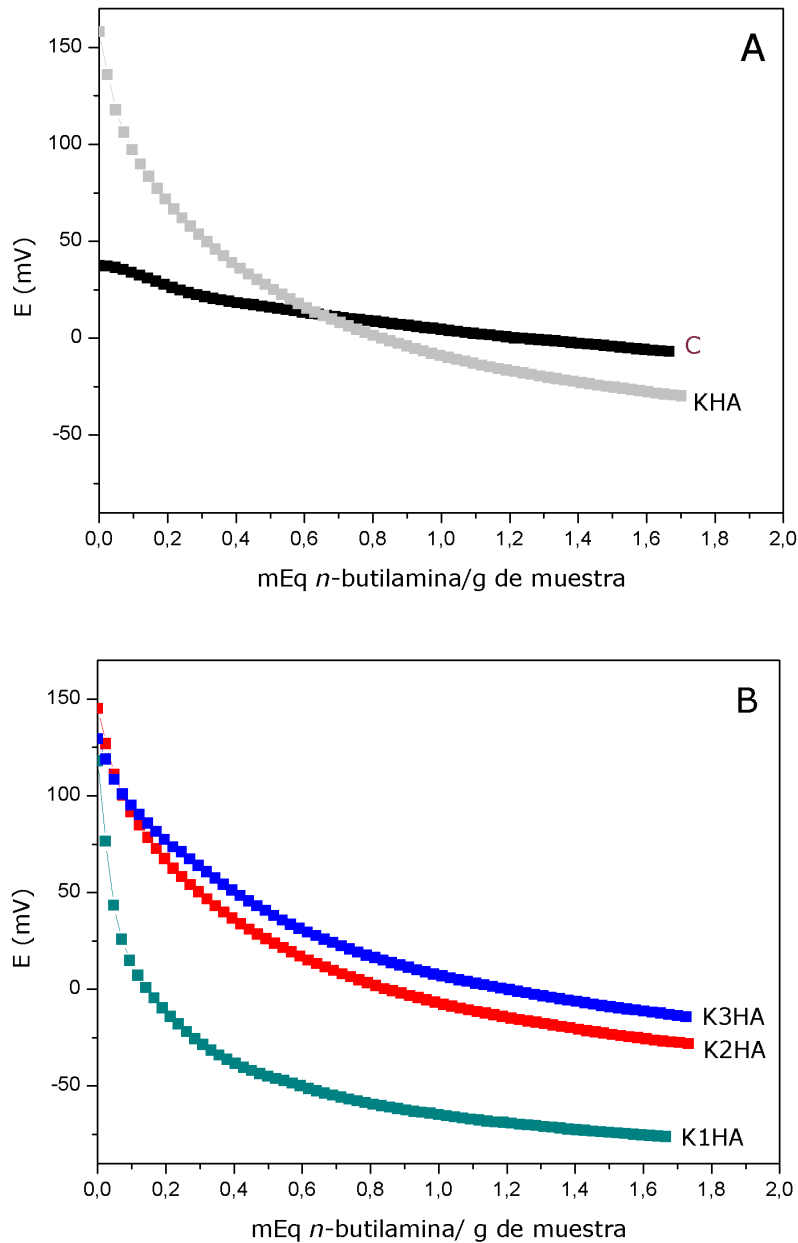 A
150
100
50
0
-50
E (mV)
C
KHA
0,0 0,2 0,4 0,6 0,8 1,0 1,2 1,4 1,6 1,8 2,0
mEq n-butilamina/g de muestra
B
150
100
50
0
-50
E (mV)
K3HA
K2HA
K1HA
0,0 0,2 0,4 0,6 0,8 1,0 1,2 1,4 1,6 1,8 2,0
mEq n-butilamina/ g de muestra